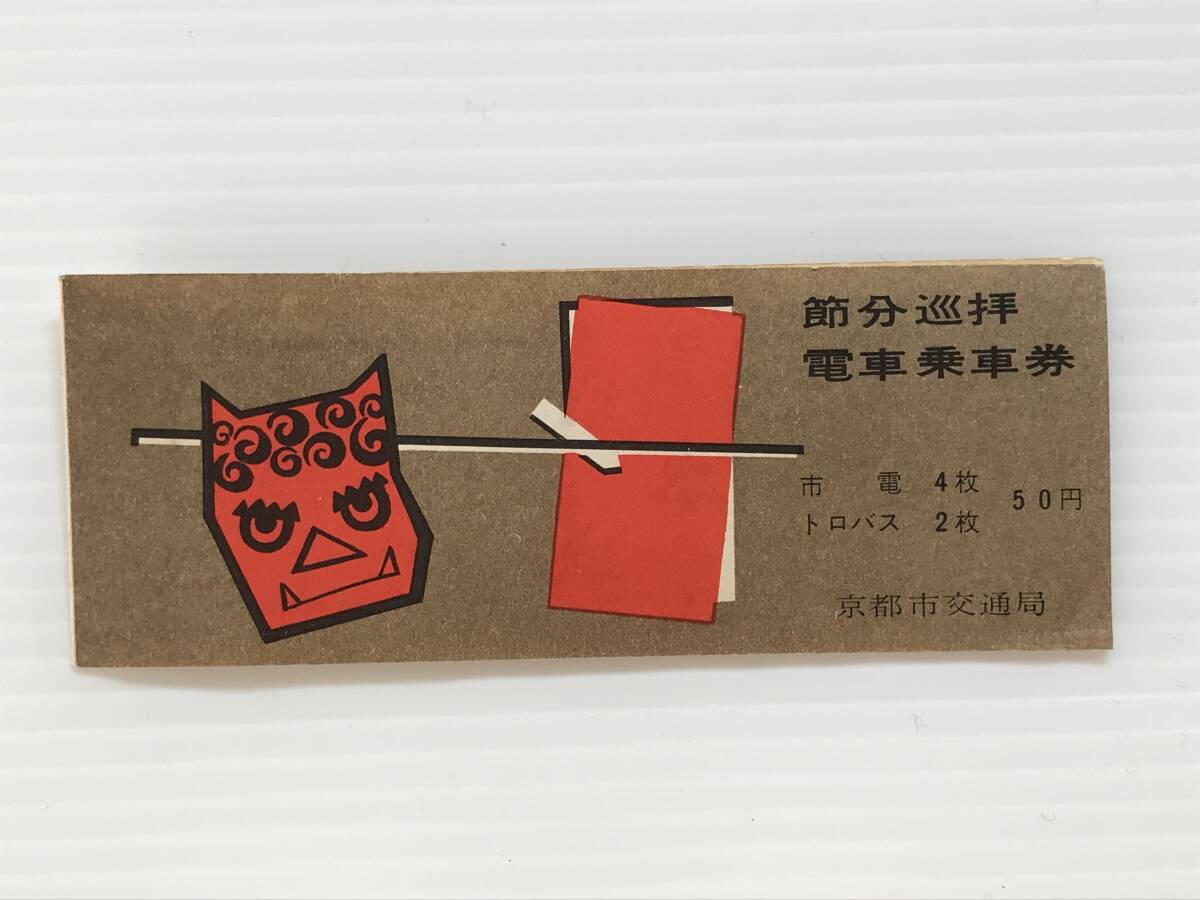 節分巡拝
電車乗車券
市電 4枚
トロバス 2枚
50円
京都市交通局